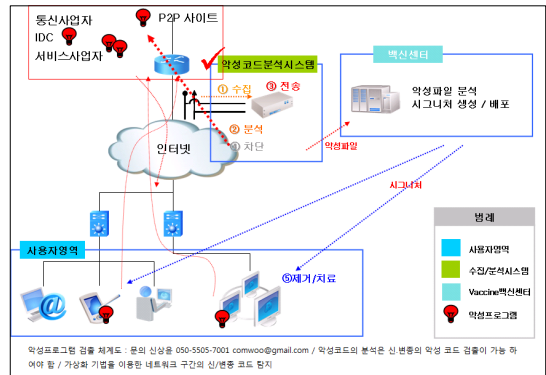 통신사업자
IDC
서비스사업자
P2P 사이트
악성코드분석시스템
① 수집
③ 전송
② 분석
④ 차단
인터넷
백신센터
악성파일 분석
시그니처 생성 / 배포
악성파일
시그니처
사용자영역
⑤제거/치료
범례
사용자영역
수집/분석시스템
Vaccine백신센터
악성프로그램
악성프로그램 검출 체계도 : 문의 신상용 050-5505-7001 comwoo@gmail.com / 악성코드의 분석은 신.변종의 악성 코드 검출이 가능 하
여야 함 / 가상화 기법을 이용한 네트워크 구간의 신/변종 코드 탐지